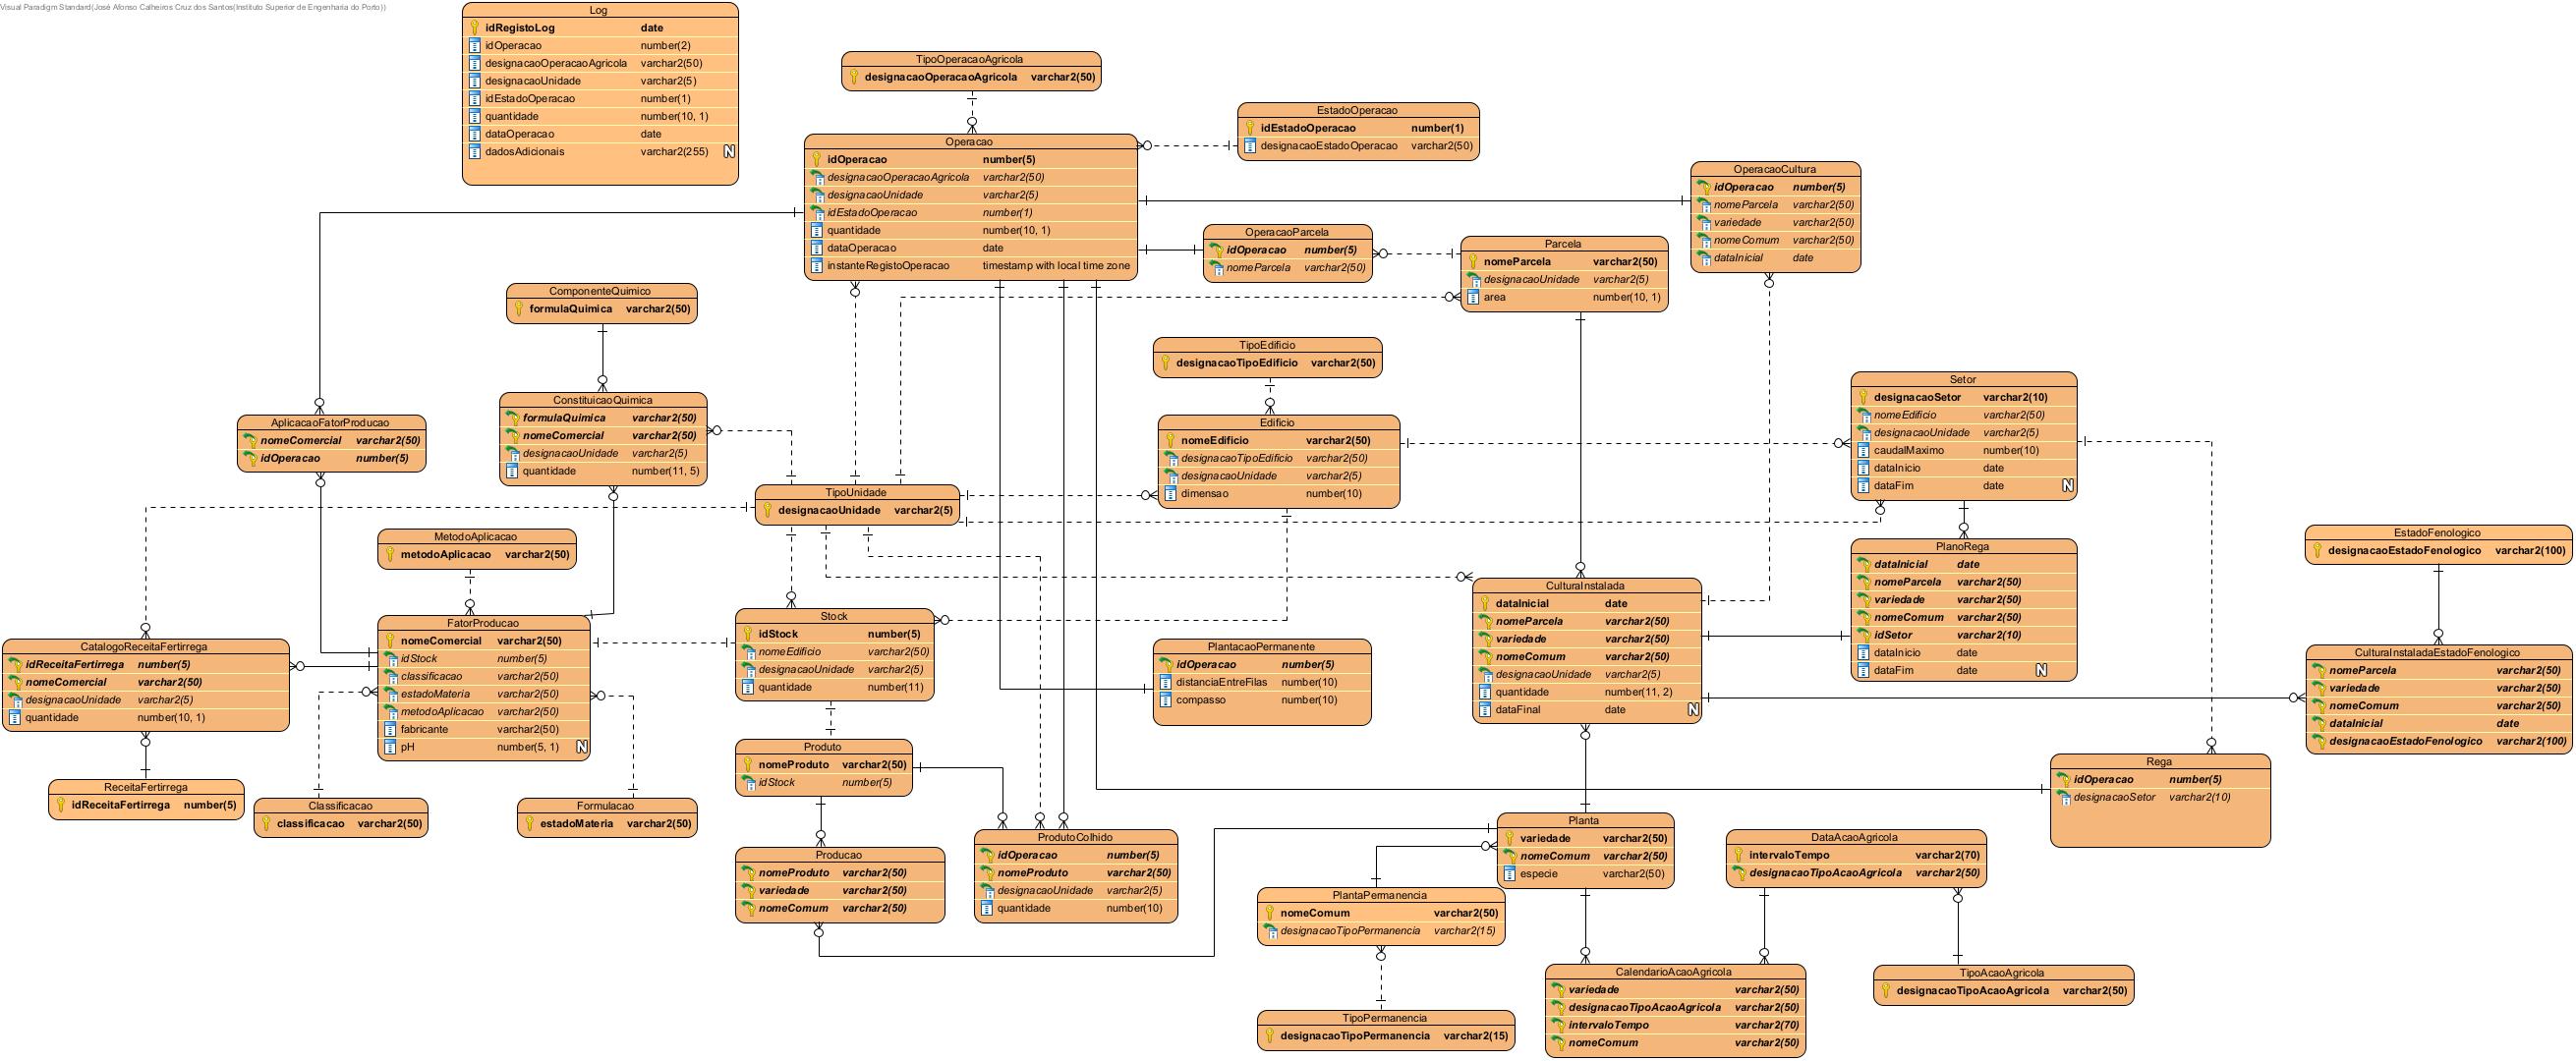 Visual Paradigm Standard(José Afonso Calheiros Cruz dos Santos(Instituto Superior de Engenharia do Porto))
Log
idRegistoLog date
idOperacao number(2)
designacaoOperacaoAgricola varchar2(50)
designacaoUnidade varchar2(5)
idEstadoOperacao number(1)
quantidade number(10, 1)
dataOperacao date
dadosAdicionais varchar2(255) N
TipoOperacaoAgricola
designacaoOperacaoAgricola varchar2(50)
EstadoOperacao
idEstadoOperacao number(1)
designacaoEstadoOperacao varchar2(50)
Operacao
idOperacao number(5)
designacaoOperacaoAgricola varchar2(50)
designacaoUnidade varchar2(5)
idEstadoOperacao number(1)
quantidade number(10, 1)
dataOperacao date
instanteRegistoOperacao timestamp with local time zone
OperacaoCultura
idOperacao number(5)
nomeParcela varchar2(50)
variedade varchar2(50)
nomeComum varchar2(50)
dataInicial date
OperacaoParcela
idOperacao number(5)
nomeParcela varchar2(50)
Parcela
nomeParcela varchar2(50)
designacaoUnidade varchar2(5)
area number(10, 1)
ComponenteQuimico
formulaQuimica varchar2(50)
TipoEdificio
designacaoTipoEdificio varchar2(50)
Setor
designacaoSetor varchar2(10)
nomeEdificio varchar2(50)
designacaoUnidade varchar2(5)
caudalMaximo number(10)
dataInicio date
dataFim date N
ConstituicaoQuimica
formulaQuimica varchar2(50)
nomeComercial varchar2(50)
designacaoUnidade varchar2(5)
quantidade number(11, 5)
AplicacaoFatorProducao
nomeComercial varchar2(50)
idOperacao number(5)
Edificio
nomeEdificio varchar2(50)
designacaoTipoEdificio varchar2(50)
designacaoUnidade varchar2(5)
dimensao number(10)
TipoUnidade
designacaoUnidade varchar2(5)
MetodoAplicacao
metodoAplicacao varchar2(50)
EstadoFenologico
designacaoEstadoFenologico varchar2(100)
PlanoRega
dataInicial date
nomeParcela varchar2(50)
variedade varchar2(50)
nomeComum varchar2(50)
idSetor varchar2(10)
dataInicio date
dataFim date N
CulturaInstalada
dataInicial date
nomeParcela varchar2(50)
variedade varchar2(50)
nomeComum varchar2(50)
designacaoUnidade varchar2(5)
quantidade number(11, 2)
dataFinal date N
Stock
idStock number(5)
nomeEdificio varchar2(50)
designacaoUnidade varchar2(5)
quantidade number(11)
FatorProducao
nomeComercial varchar2(50)
idStock number(5)
classificacao varchar2(50)
estadoMateria varchar2(50)
metodoAplicacao varchar2(50)
fabricante varchar2(50)
pH number(5, 1) N
CatalogoReceitaFertirrega
idReceitaFertirrega number(5)
nomeComercial varchar2(50)
designacaoUnidade varchar2(5)
quantidade number(10, 1)
PlantacaoPermanente
idOperacao number(5)
distanciaEntreFilas number(10)
compasso number(10)
CulturaInstaladaEstadoFenologico
nomeParcela varchar2(50)
variedade varchar2(50)
nomeComum varchar2(50)
dataInicial date
designacaoEstadoFenologico varchar2(100)
Produto
nomeProduto varchar2(50)
idStock number(5)
Rega
idOperacao number(5)
designacaoSetor varchar2(10)
ReceitaFertirrega
idReceitaFertirrega number(5)
Classificacao
classificacao varchar2(50)
Formulacao
estadoMateria varchar2(50)
Planta
variedade varchar2(50)
nomeComum varchar2(50)
especie varchar2(50)
ProdutoColhido
idOperacao number(5)
nomeProduto varchar2(50)
designacaoUnidade varchar2(5)
quantidade number(10)
DataAcaoAgricola
intervaloTempo varchar2(70)
designacaoTipoAcaoAgricola varchar2(50)
Producao
nomeProduto varchar2(50)
variedade varchar2(50)
nomeComum varchar2(50)
PlantaPermanencia
nomeComum varchar2(50)
designacaoTipoPermanencia varchar2(15)
CalendarioAcaoAgricola
variedade varchar2(50)
designacaoTipoAcaoAgricola varchar2(50)
intervaloTempo varchar2(70)
nomeComum varchar2(50)
TipoAcaoAgricola
designacaoTipoAcaoAgricola varchar2(50)
TipoPermanencia
designacaoTipoPermanencia varchar2(15)